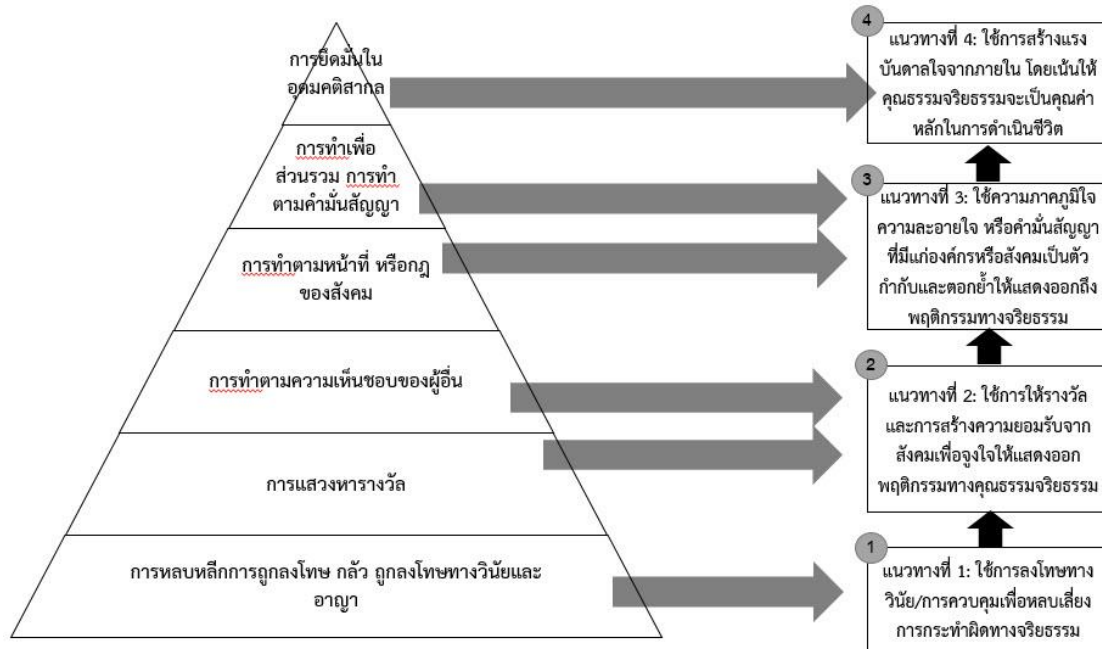 การยึดมั่นใน
อุดมคติสากล
การทำเพื่อ
ส่วนรวม การทำ
ตามคำมั่นสัญญา
การทำตามหน้าที่ หรือกฎ
ของสังคม
การทำตามความเห็นชอบของผู้อื่น
การแสวงหารางวัล
การหลบหลีกการถูกลงโทษ กลัว ถูกลงโทษทางวินัยและ
อาญา
4
แนวทางที่ 4: ใช้การสร้างแรง
บันดาลใจจากภายใน โดยเน้นให้
คุณธรรมจริยธรรมจะเป็นคุณค่า
หลักในการดำเนินชีวิต
3
แนวทางที่ 3: ใช้ความภาคภูมิใจ
ความละอายใจ หรือคำมั่นสัญญา
ที่มีแก่องค์กรหรือสังคมเป็นตัว
กำกับและตอกย้ำให้แสดงออกถึง
พฤติกรรมทางจริยธรรม
2
แนวทางที่ 2: ใช้การให้รางวัล
และการสร้างความยอมรับจาก
สังคมเพื่อจูงใจให้แสดงออก
พฤติกรรมทางคุณธรรมจริยธรรม
1
แนวทางที่ 1: ใช้การลงโทษทาง
วินัย/การควบคุมเพื่อหลบเลี่ยง
การกระทำผิดทางจริยธรรม